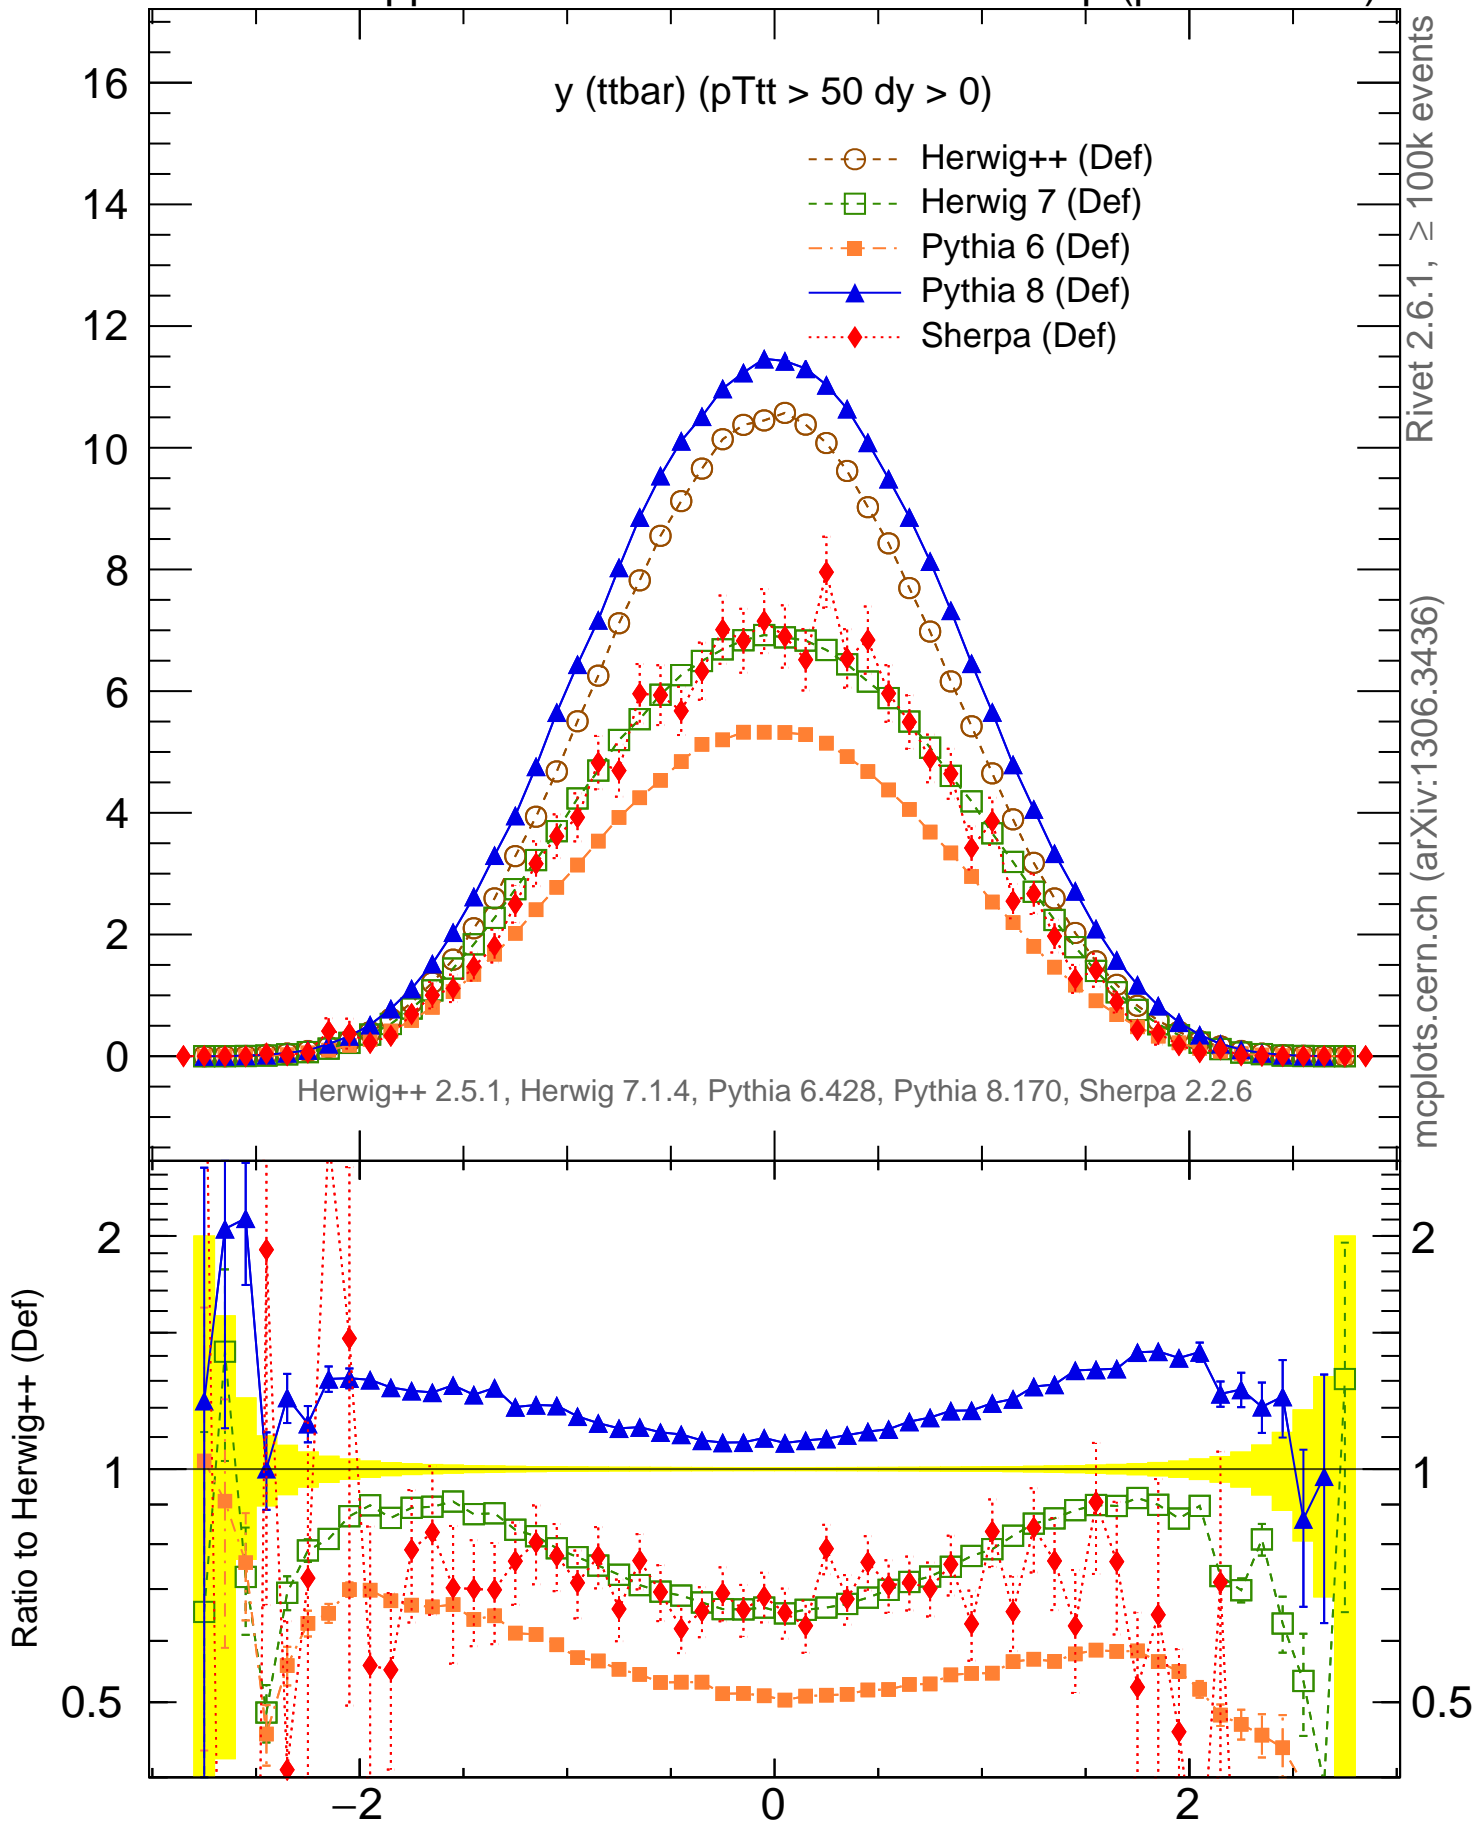 y (ttbar) (pTtt > 50 dy > 0)
Herwig++ (Def)
Herwig 7 (Def)
Pythia 6 (Def)
Pythia 8 (Def)
Sherpa (Def)
16
14
12
10
8
6
4
2
0
Herwig++ 2.5.1, Herwig 7.1.4, Pythia 6.428, Pythia 8.170, Sherpa 2.2.6
Rivet 2.6.1, ≥ 100k events
mcplots.cern.ch (arXiv:1306.3436)
Ratio to Herwig++ (Def)
2
1
0.5
2
1
0.5
−2
0
2